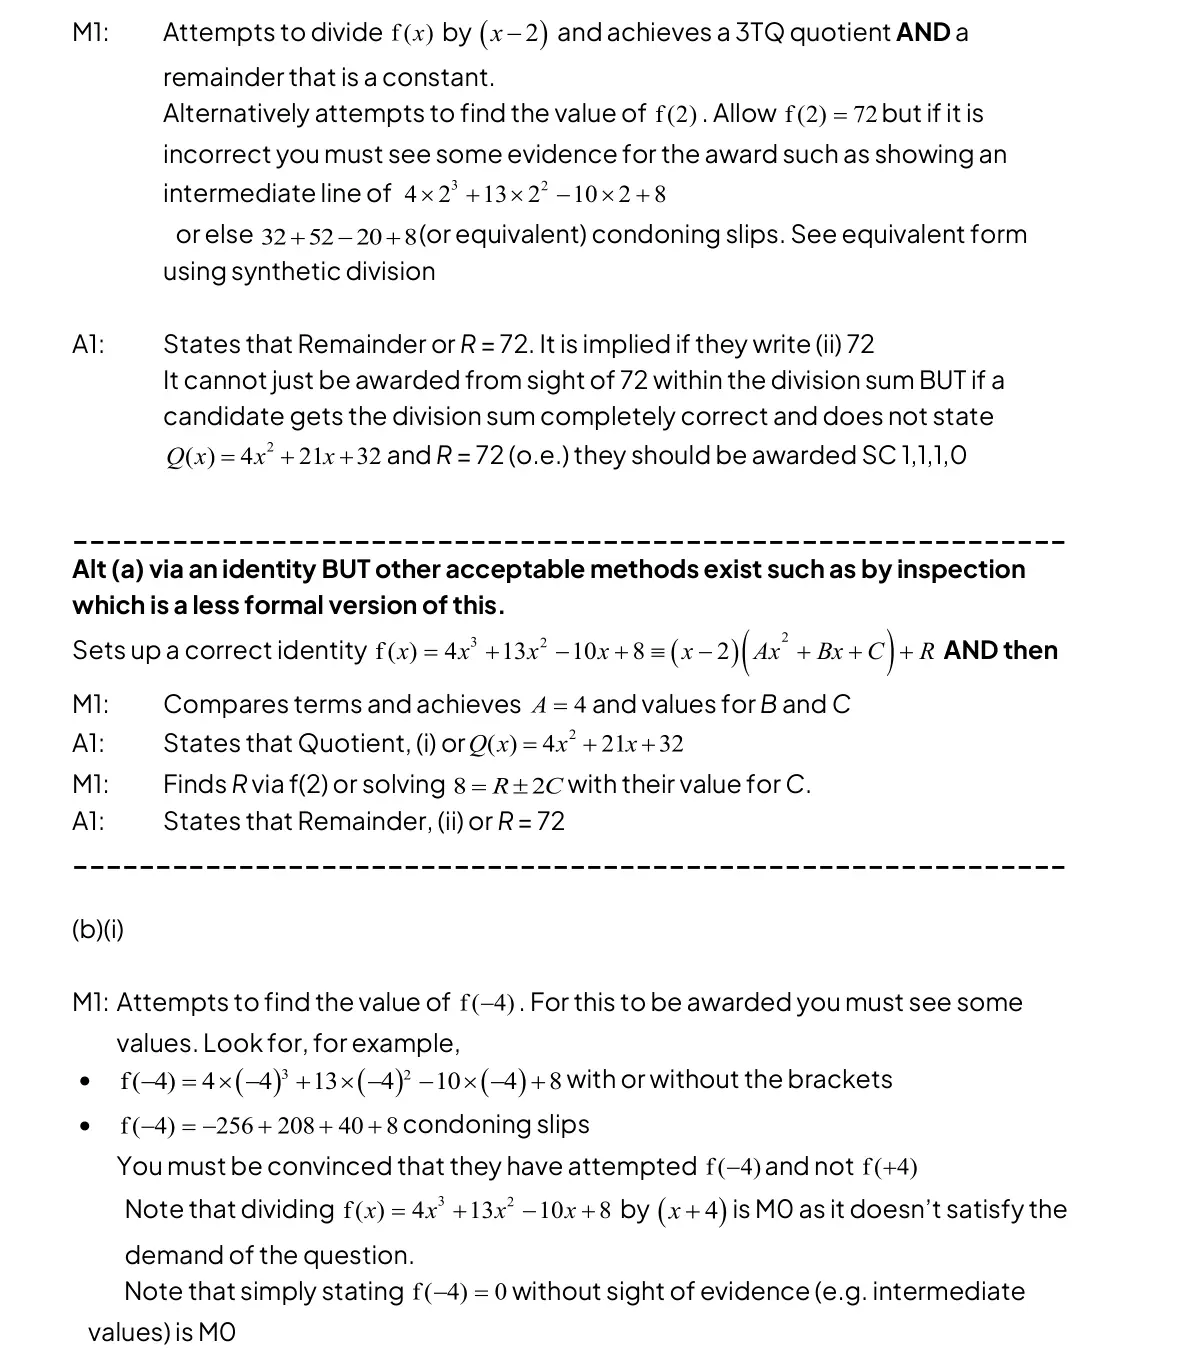 M1: Attempts to divide f(x) by (x−2) and achieves a 3TQ quotient AND a
remainder that is a constant.
Alternatively attempts to find the value of f(2). Allow f(2) = 72 but if it is
incorrect you must see some evidence for the award such as showing an
intermediate line of 4×2³ +13×2² −10×2+8
or else 32+52−20+8(or equivalent) condoning slips. See equivalent form
using synthetic division
A1: States that Remainder or R = 72. It is implied if they write (ii) 72
It cannot just be awarded from sight of 72 within the division sum BUT if a
candidate gets the division sum completely correct and does not state
Q(x) = 4x² +21x+32 and R = 72 (o.e.) they should be awarded SC 1,1,1,0
Alt (a) via an identity BUT other acceptable methods exist such as by inspection
which is a less formal version of this.
Sets up a correct identity f(x) = 4x³ +13x² −10x+8 ≡ (x−2)(Ax² + Bx+C)+ R AND then
M1: Compares terms and achieves A = 4 and values for B and C
A1: States that Quotient, (i) or Q(x) = 4x² +21x+32
M1: Finds R via f(2) or solving 8 = R±2C with their value for C.
A1: States that Remainder, (ii) or R = 72
(b)(i)
M1: Attempts to find the value of f(−4). For this to be awarded you must see some
values. Look for, for example,
• f(−4) = 4×(−4)³ +13×(−4)² −10×(−4)+8 with or without the brackets
• f(−4) = −256+208+40+8 condoning slips
You must be convinced that they have attempted f(−4) and not f(+4)
Note that dividing f(x) = 4x³ +13x² −10x+8 by (x+4) is M0 as it doesn't satisfy the
demand of the question.
Note that simply stating f(−4) = 0 without sight of evidence (e.g. intermediate
values) is M0